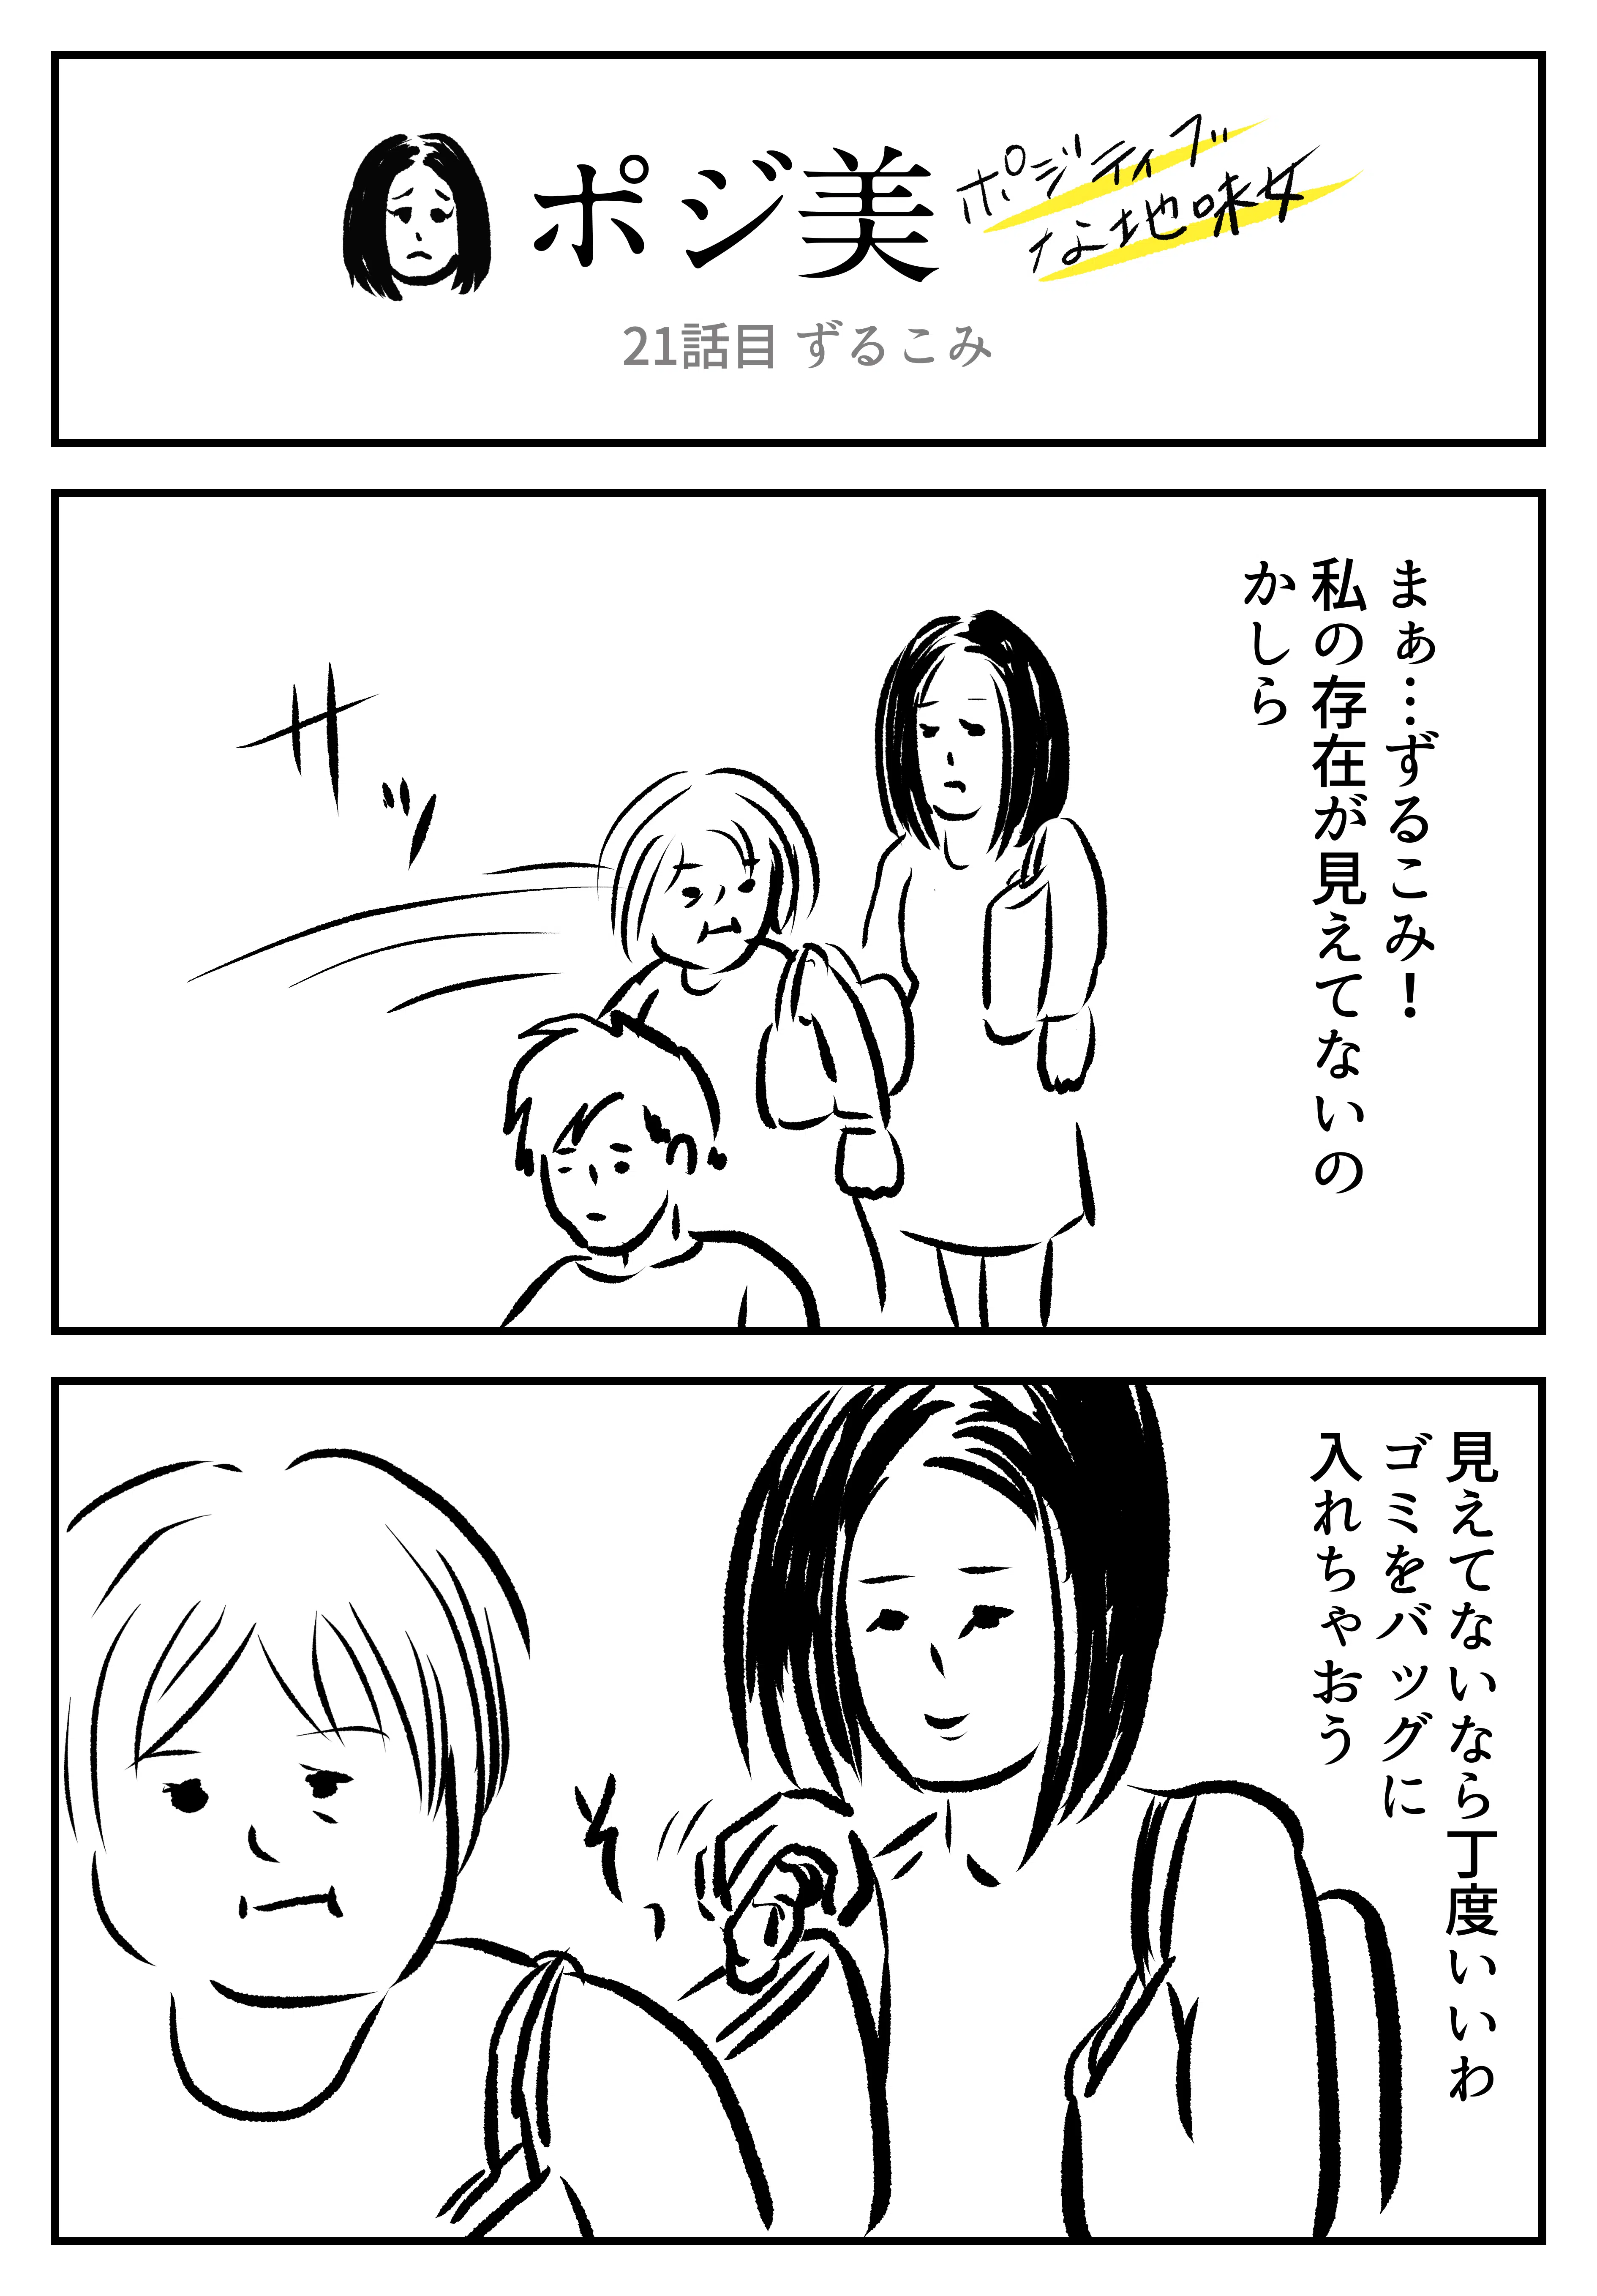 ポジ美
ポジティブ
な地味女
21話目 ずるこみ
まぁ…ずるこみ！
私の存在が見えてないの
かしら
サッ
見えてないなら丁度いいわ
ゴミをバッグに
入れちゃおう
そっ